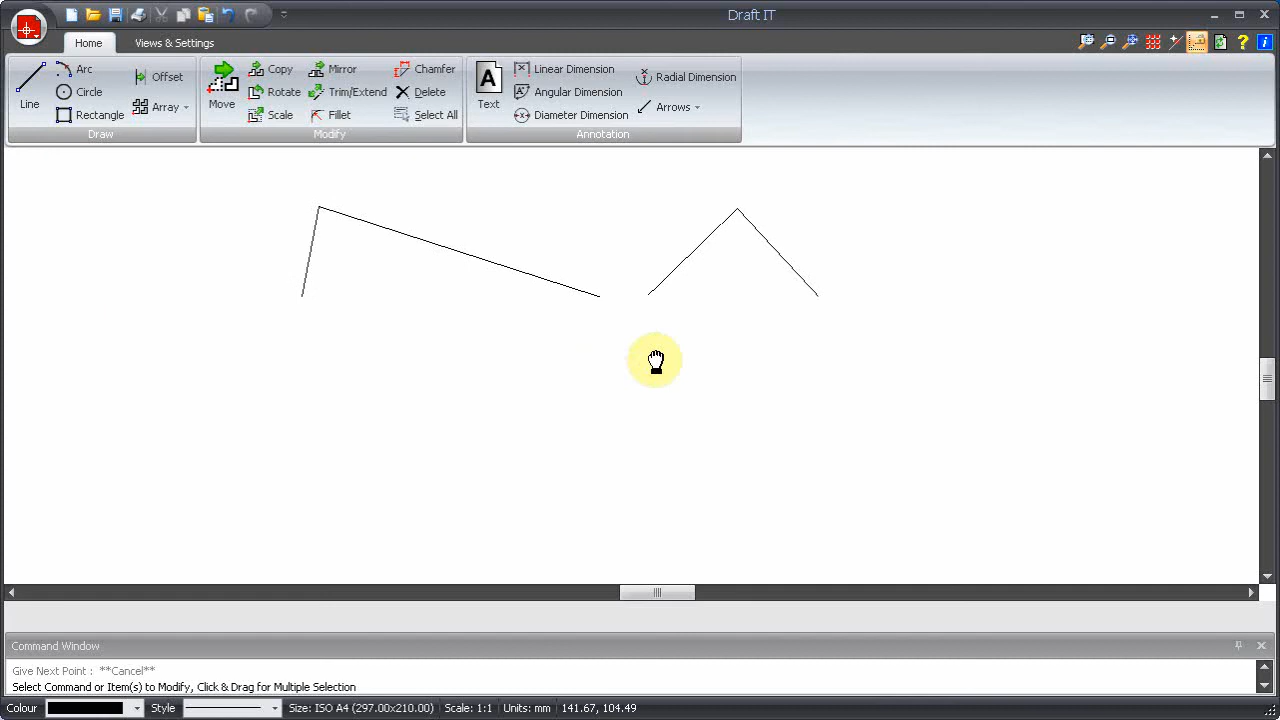 Draft IT
Home
Views & Settings
Line
Arc
Circle
Rectangle
Offset
Array
Draw
Move
Copy
Rotate
Scale
Mirror
Trim/Extend
Fillet
Chamfer
Delete
Select All
Modify
A
Text
Linear Dimension
Angular Dimension
Diameter Dimension
Radial Dimension
Arrows
Annotation
Command Window
Give Next Point : **Cancel**
Select Command or Item(s) to Modify, Click & Drag for Multiple Selection
Colour
Style
Size: ISO A4 (297.00x210.00)
Scale: 1:1
Units: mm
141.67, 104.49